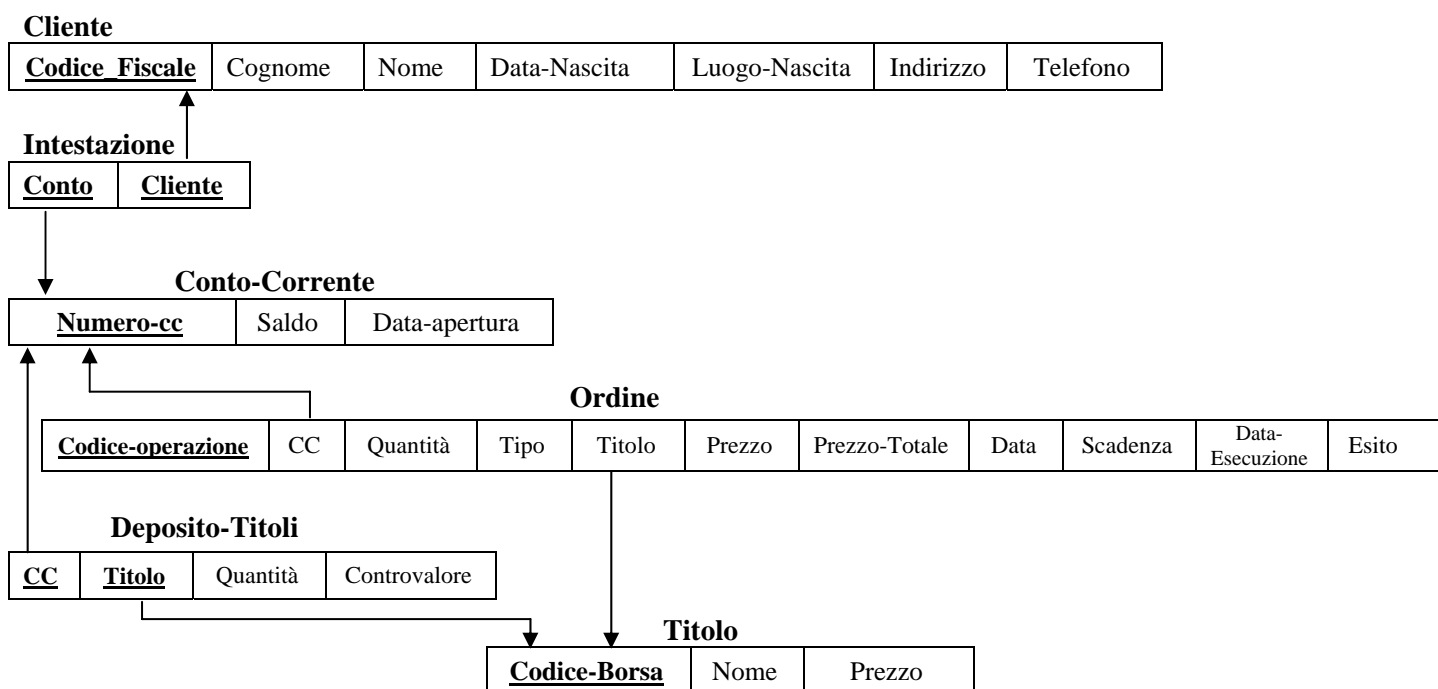 Cliente
Codice_Fiscale Cognome Nome Data-Nascita Luogo-Nascita Indirizzo Telefono
Intestazione
Conto Cliente
Conto-Corrente
Numero-cc Saldo Data-apertura
Ordine
Codice-operazione CC Quantità Tipo Titolo Prezzo Prezzo-Totale Data Scadenza Data-Esecuzione Esito
Deposito-Titoli
CC Titolo Quantità Controvalore
Titolo
Codice-Borsa Nome Prezzo